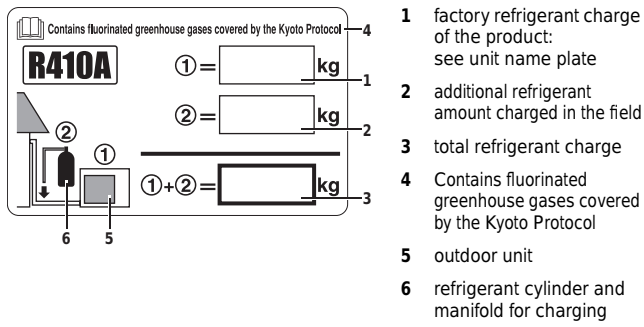 Contains fluorinated greenhouse gases covered by the Kyoto Protocol
4
R410A
①=
kg
1
②=
kg
2
②
①
①+②=
kg
3
6
5
1 factory refrigerant charge
of the product:
see unit name plate
2 additional refrigerant
amount charged in the field
3 total refrigerant charge
4 Contains fluorinated
greenhouse gases covered
by the Kyoto Protocol
5 outdoor unit
6 refrigerant cylinder and
manifold for charging